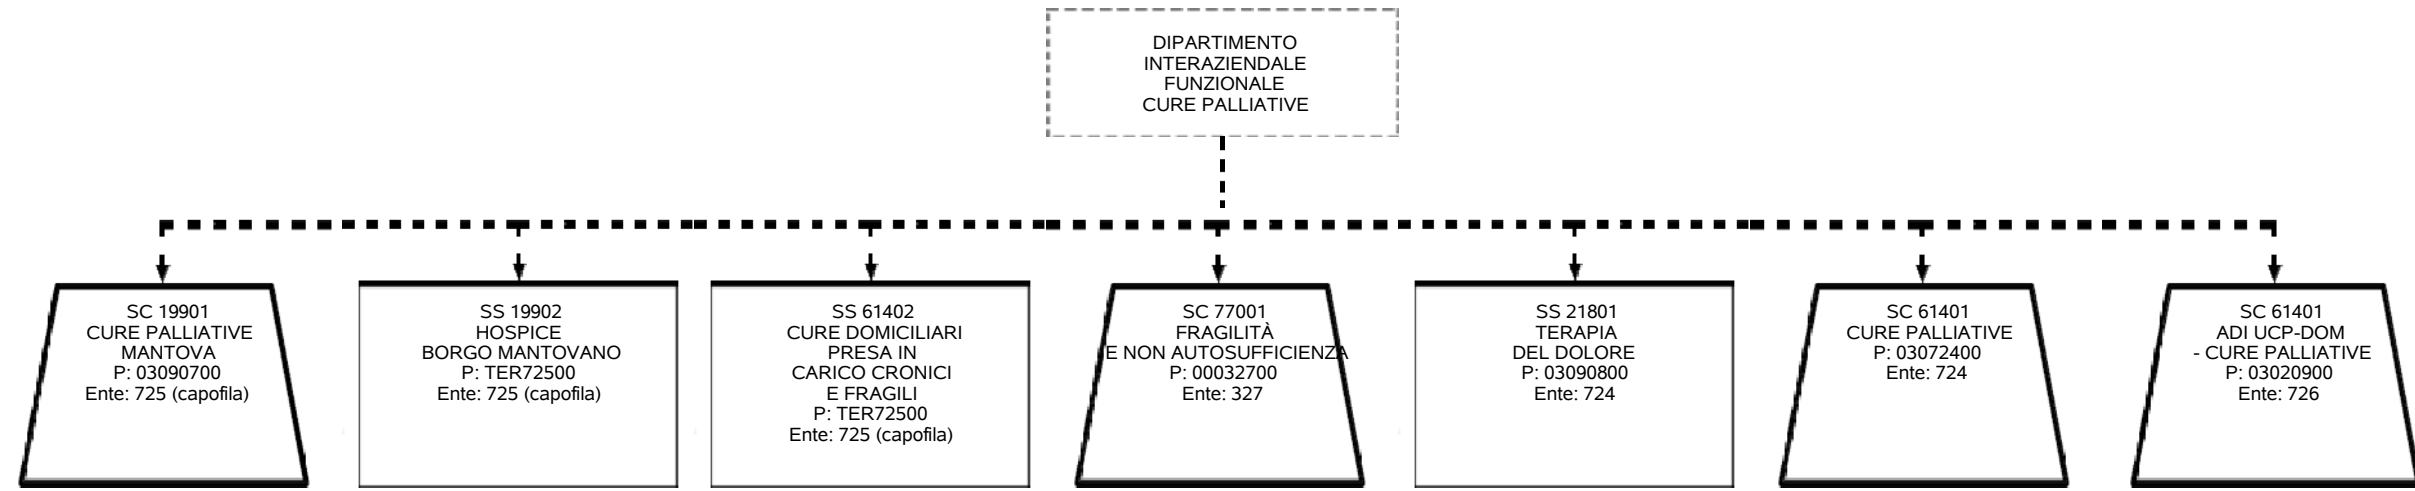 DIPARTIMENTO
INTERAZIENDALE
FUNZIONALE
CURE PALLIATIVE
SC 19901
CURE PALLIATIVE
MANTOVA
P: 03090700
Ente: 725 (capofila)
SS 19902
HOSPICE
BORGO MANTOVANO
P: TER72500
Ente: 725 (capofila)
SS 61402
CURE DOMICILIARI
PRESA IN
CARICO CRONICI
E FRAGILI
P: TER72500
Ente: 725 (capofila)
SC 77001
FRAGILITÀ
E NON AUTOSUFFICIENZA
P: 00032700
Ente: 327
SS 21801
TERAPIA
DEL DOLORE
P: 03090800
Ente: 724
SC 61401
CURE PALLIATIVE
P: 03072400
Ente: 724
SC 61401
ADI UCP-DOM
- CURE PALLIATIVE
P: 03020900
Ente: 726